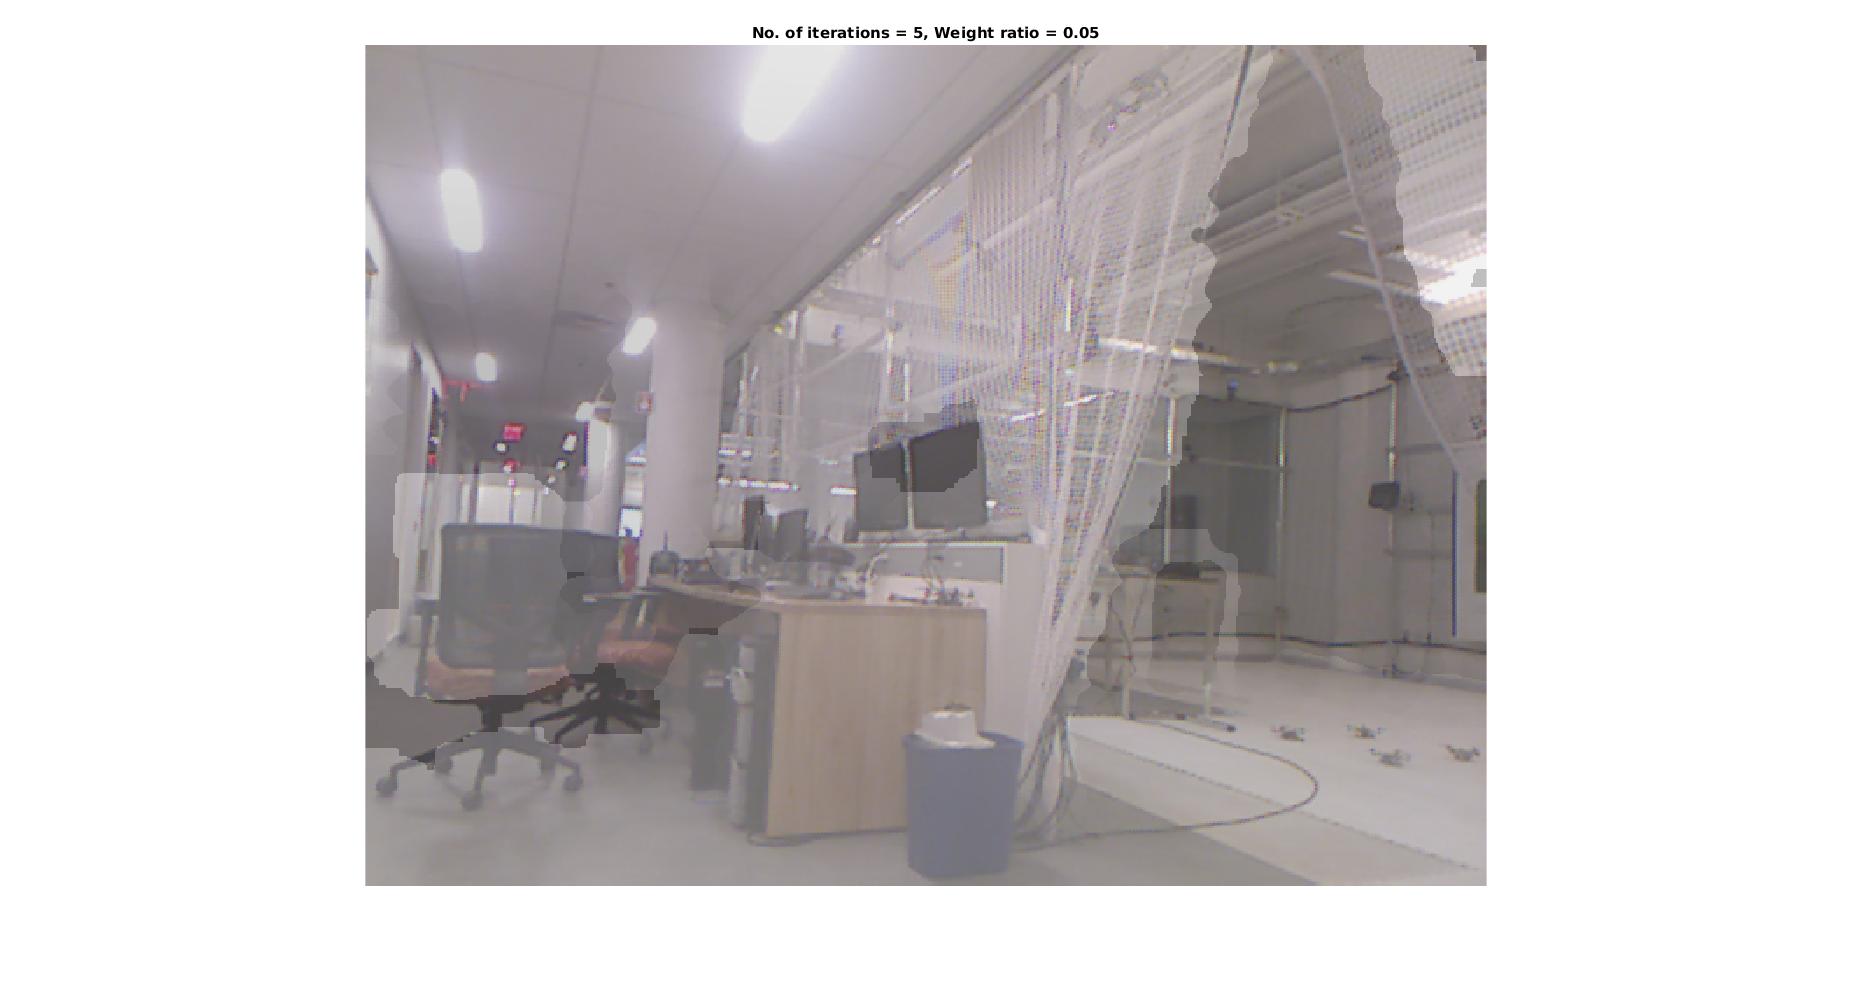 No. of iterations = 5, Weight ratio = 0.05